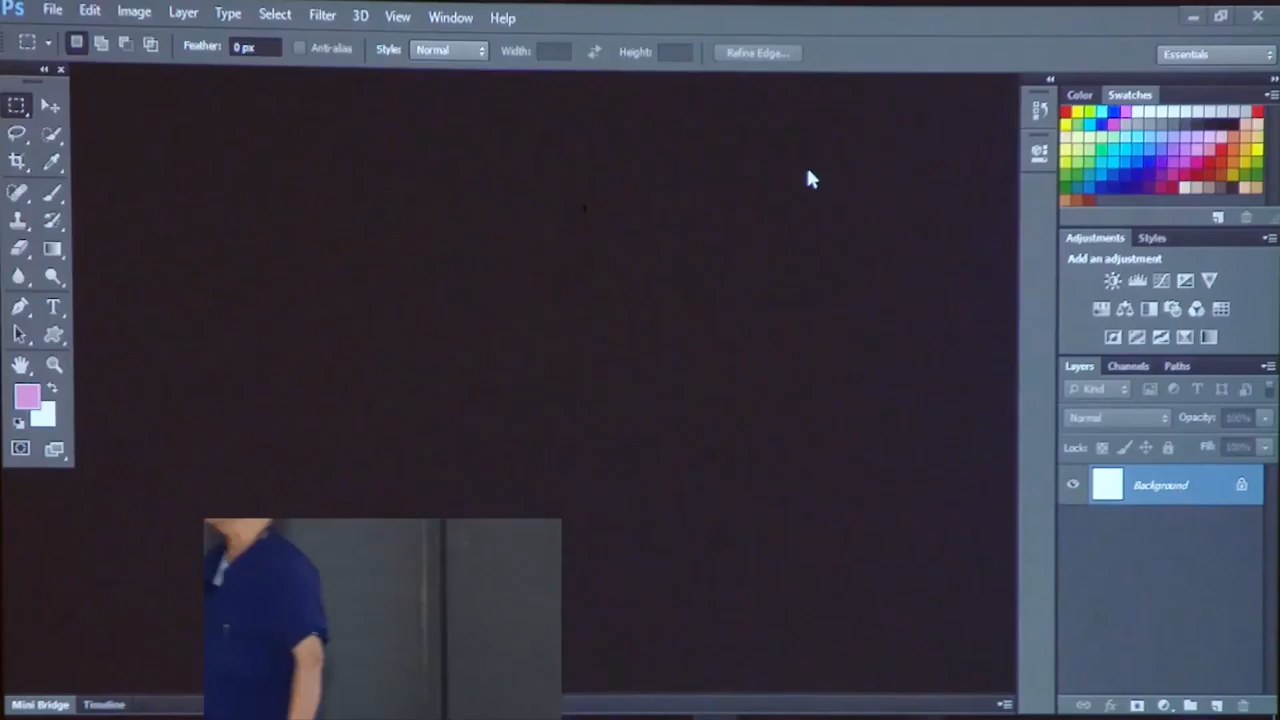 Ps File Edit Image Layer Type Select Filter 3D View Window Help
Feather: 0 px Anti-alias Style: Normal Width: Height: Refine Edge... Essentials
Color Swatches
Adjustments Styles
Add an adjustment
Layers Channels Paths
Kind
Normal Opacity: 100%
Lock: Fill: 100%
Background
Mini Bridge Timeline